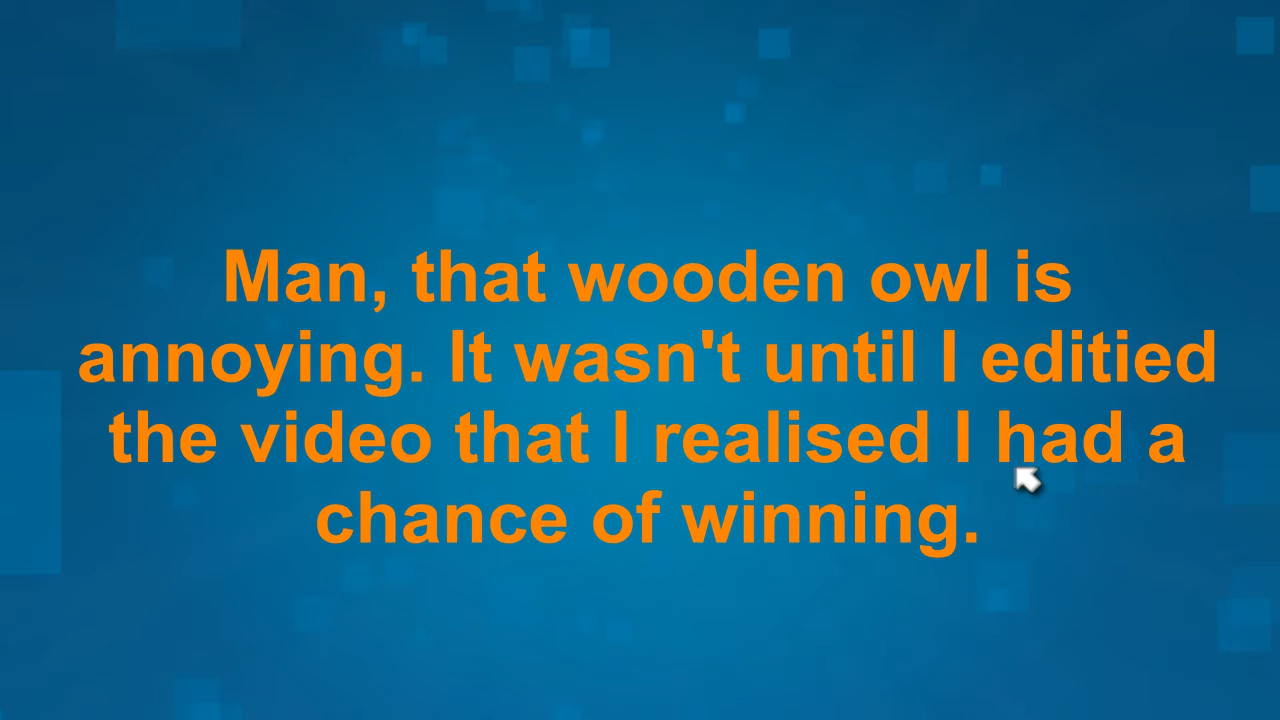 Man, that wooden owl is
annoying. It wasn't until I editied
the video that I realised I had a
chance of winning.